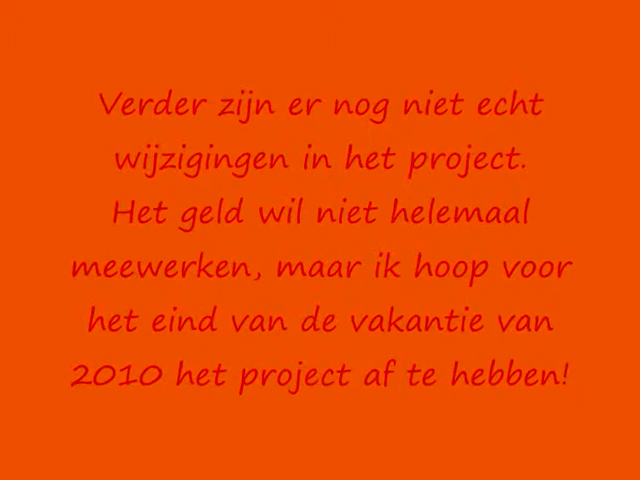 Verder zijn er nog niet echt
wijzigingen in het project.
Het geld wil niet helemaal
meewerken, maar ik hoop voor
het eind van de vakantie van
2010 het project af te hebben!